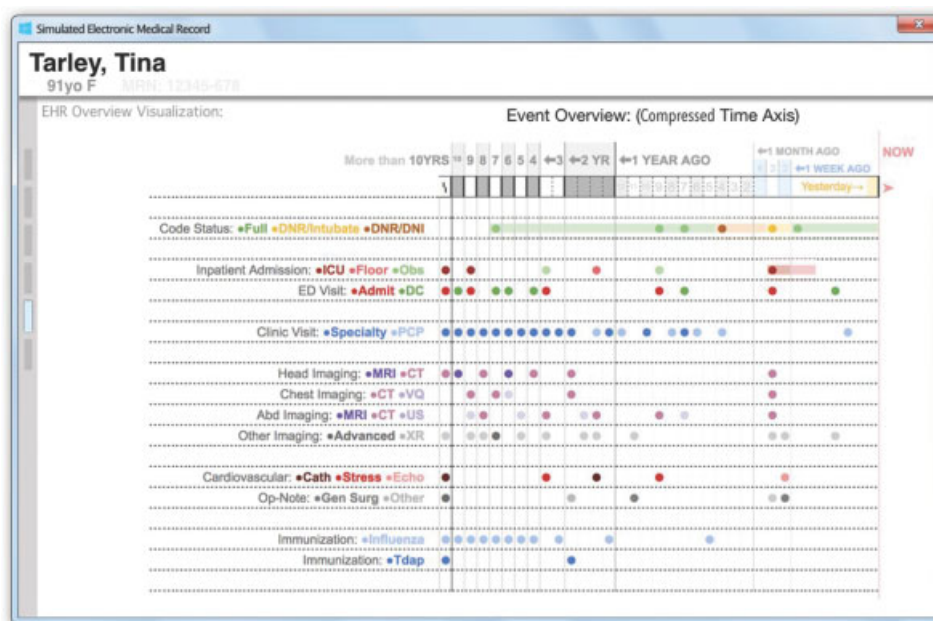 Simulated Electronic Medical Record
Tarley, Tina
91yo F MRN: 12345-678
EHR Overview Visualization:
Event Overview: (Compressed Time Axis)
⇐1 MONTH AGO
NOW
More than 10YRS 10 9 8 7 6 5 4 ⇐3 ⇐2 YR ⇐1 YEAR AGO
⇐1 WEEK AGO
Yesterday→
Code Status: •Full •DNR/Intubate •DNR/DNI
Inpatient Admission: •ICU •Floor •Obs
ED Visit: •Admit •DC
Clinic Visit: •Specialty •PCP
Head Imaging: •MRI •CT
Chest Imaging: •CT •VQ
Abd Imaging: •MRI •CT •US
Other Imaging: •Advanced •XR
Cardiovascular: •Cath •Stress •Echo
Op-Note: •Gen Surg •Other
Immunization: •Influenza
Immunization: •Tdap